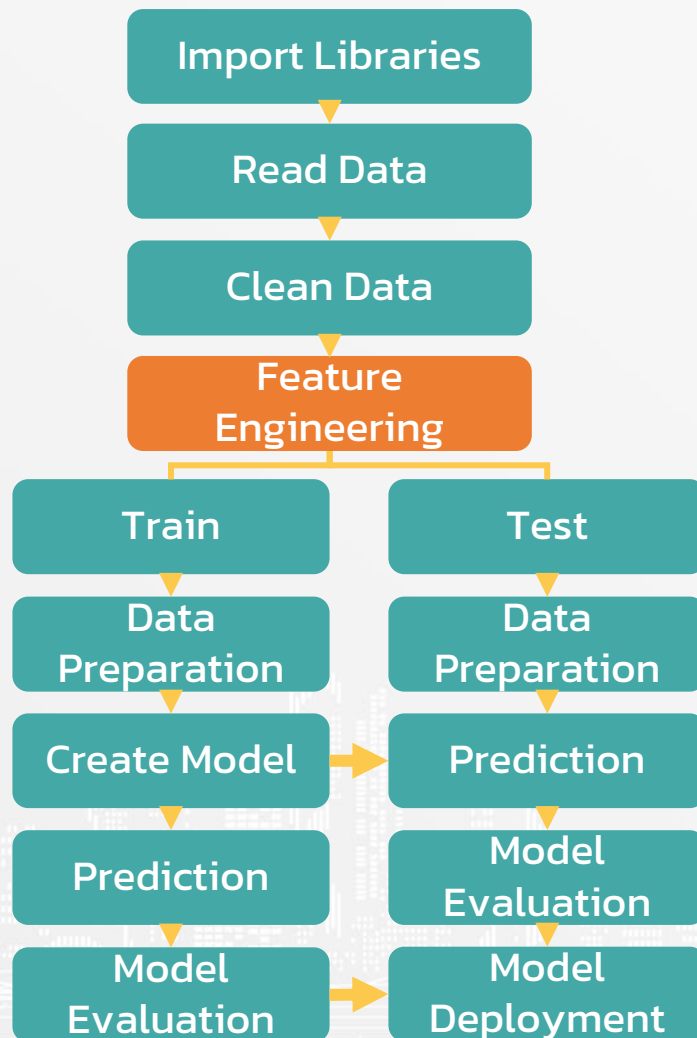 Import Libraries
Read Data
Clean Data
Feature
Engineering
Train
Test
Data
Preparation
Data
Preparation
Create Model
Prediction
Prediction
Model
Evaluation
Model
Evaluation
Model
Deployment